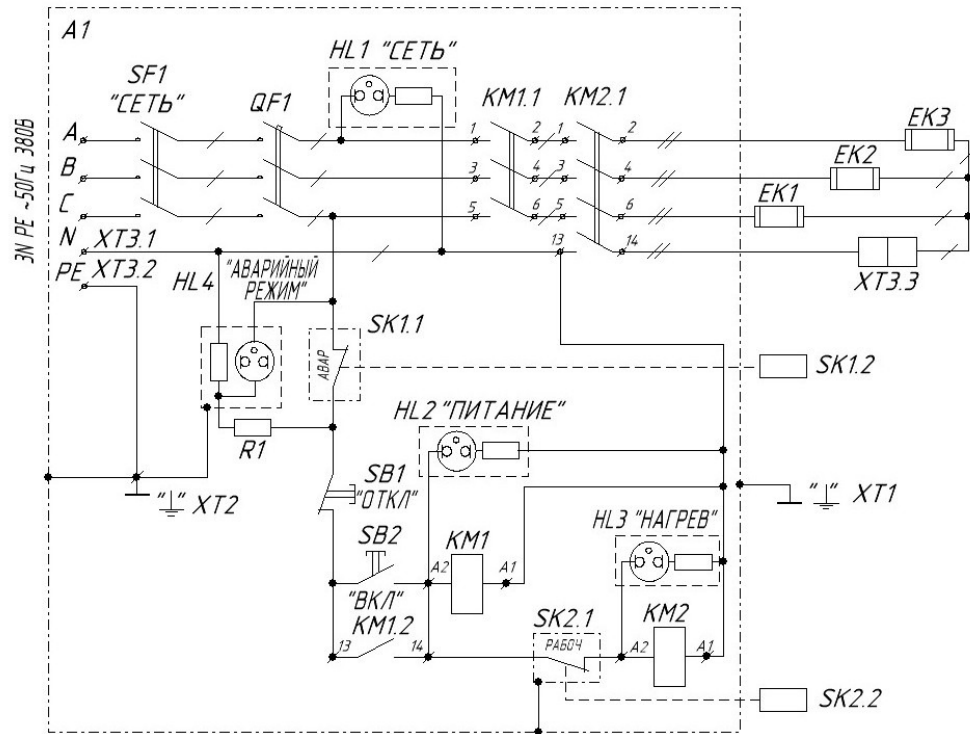 A1
HL1 "СЕТЬ"
SF1
"СЕТЬ"
QF1
KM1.1
KM2.1
3N PE ~50Гц 380В
A
B
C
N
PE
XT3.1
XT3.2
1
2
1
2
3
4
3
4
5
6
5
6
13
14
EK3
EK2
EK1
XT3.3
HL4
"АВАРИЙНЫЙ
РЕЖИМ"
SK1.1
АВАР
SK1.2
HL2 "ПИТАНИЕ"
R1
SB1
"ОТКЛ"
"⏚" XT2
"⏚" XT1
SB2
"ВКЛ"
KM1
A2
A1
HL3 "НАГРЕВ"
KM1.2
13
14
SK2.1
РАБОЧ
KM2
A2
A1
SK2.2